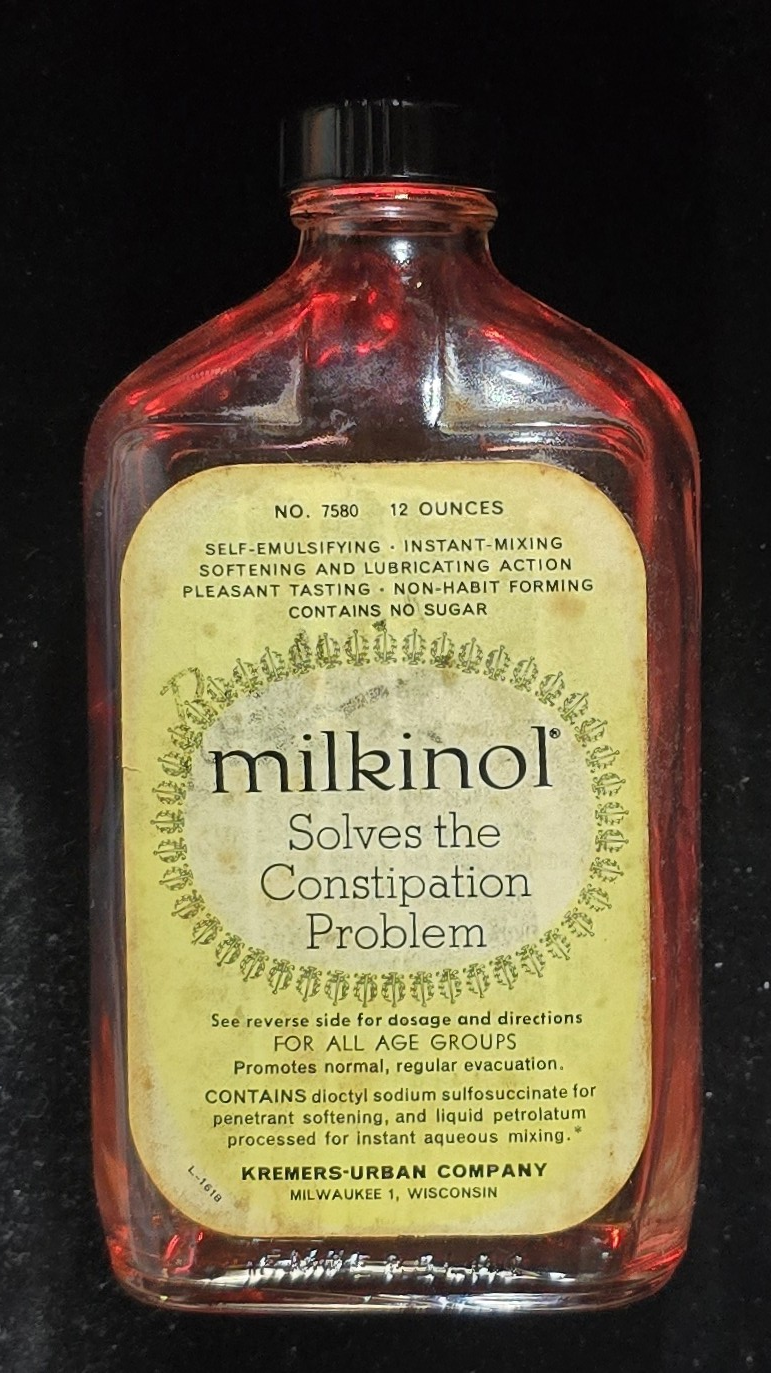 NO. 7580 12 OUNCES
SELF-EMULSIFYING · INSTANT-MIXING
SOFTENING AND LUBRICATING ACTION
PLEASANT TASTING · NON-HABIT FORMING
CONTAINS NO SUGAR
milkinol®
Solves the
Constipation
Problem
See reverse side for dosage and directions
FOR ALL AGE GROUPS
Promotes normal, regular evacuation.
CONTAINS dioctyl sodium sulfosuccinate for
penetrant softening, and liquid petrolatum
processed for instant aqueous mixing.*
KREMERS-URBAN COMPANY
MILWAUKEE 1, WISCONSIN
L-1618